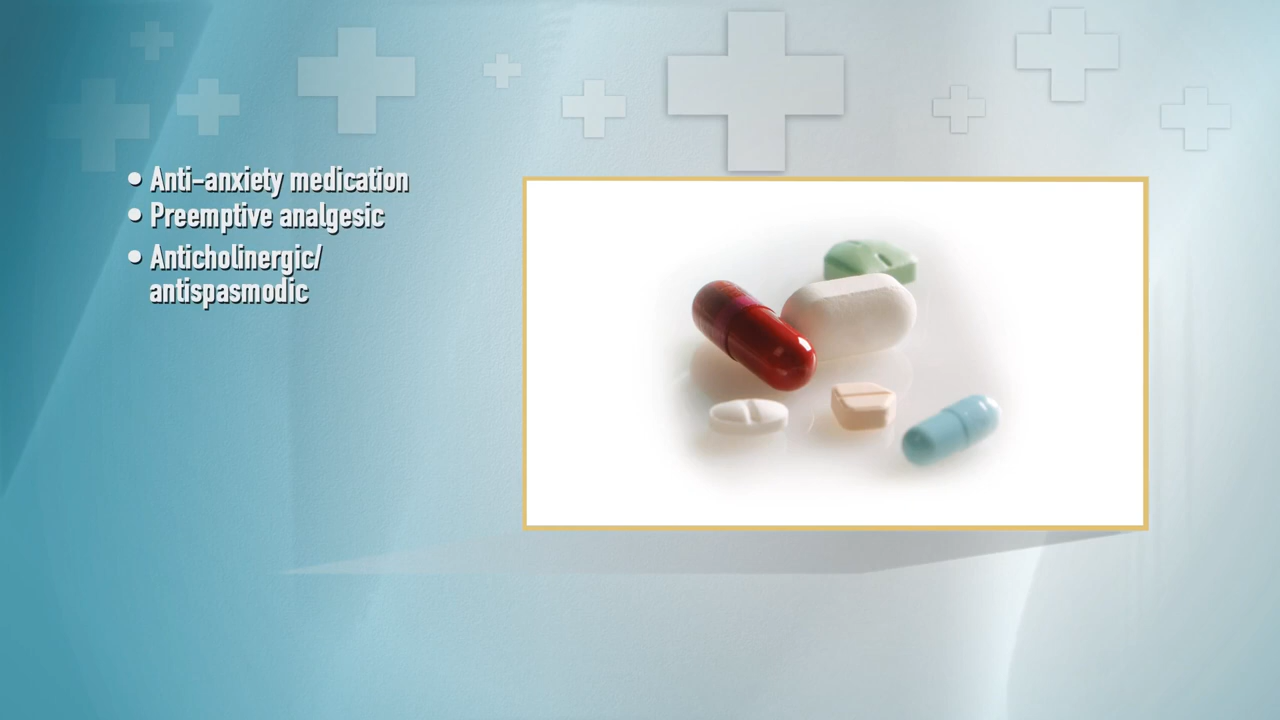 • Anti-anxiety medication
• Preemptive analgesic
• Anticholinergic/
antispasmodic